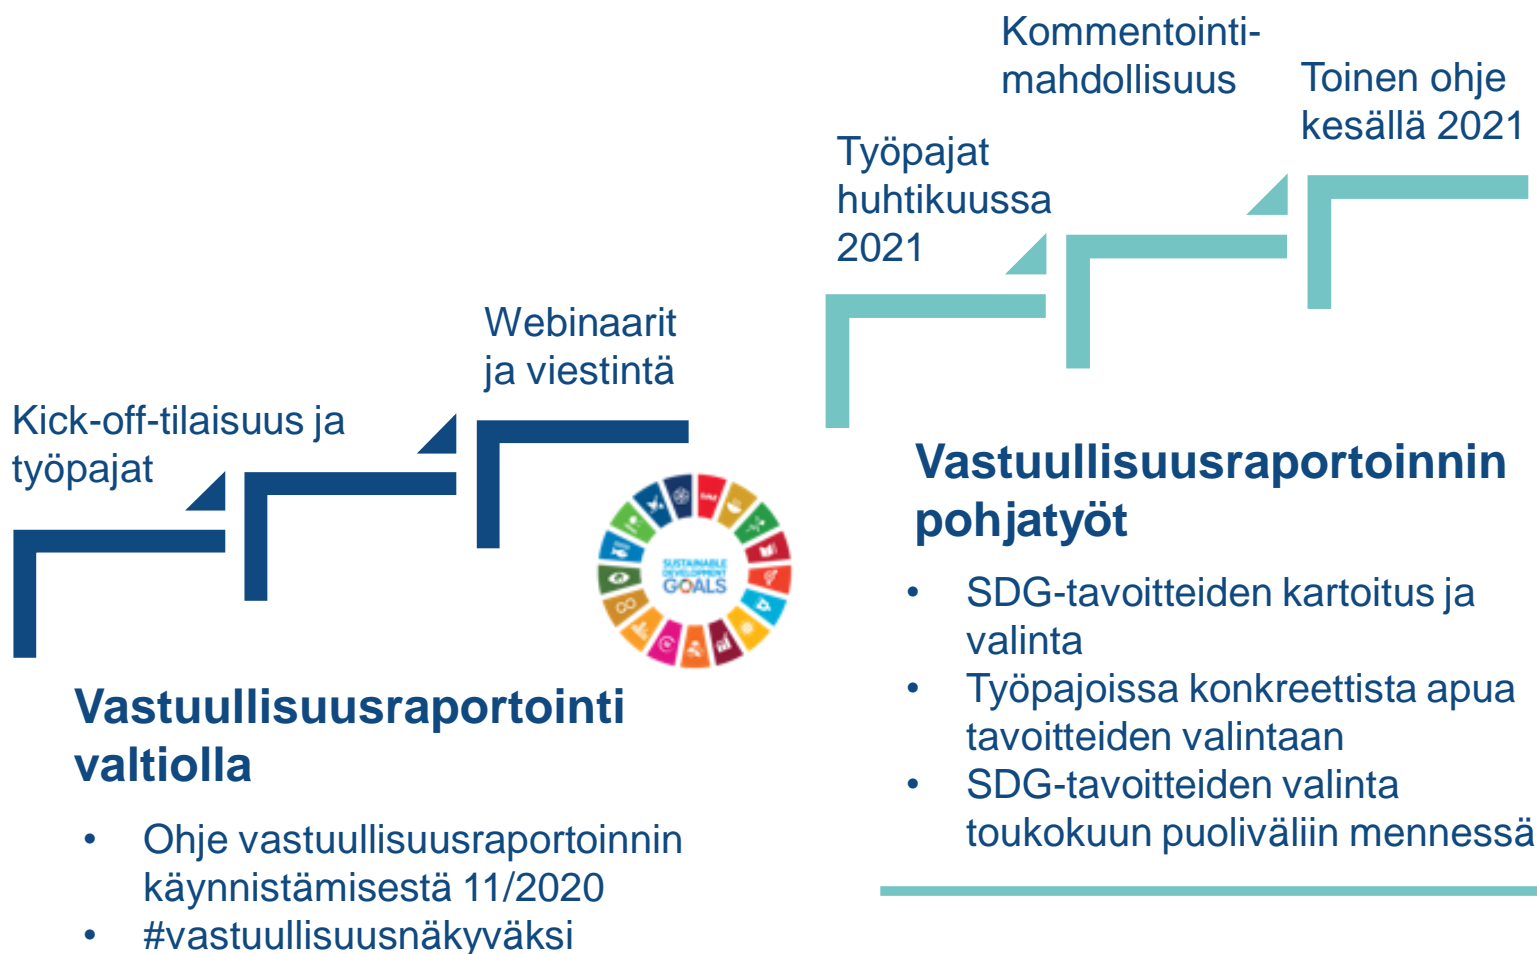 Kick-off-tilaisuus ja
työpajat
Webinaarit
ja viestintä
SUSTAINABLE
DEVELOPMENT
GOALS
Vastuullisuusraportointi
valtiolla
• Ohje vastuullisuusraportoinnin
käynnistämisestä 11/2020
• #vastuullisuusnäkyväksi
Työpajat
huhtikuussa
2021
Kommentointi-
mahdollisuus
Toinen ohje
kesällä 2021
Vastuullisuusraportoinnin
pohjatyöt
• SDG-tavoitteiden kartoitus ja
valinta
• Työpajoissa konkreettista apua
tavoitteiden valintaan
• SDG-tavoitteiden valinta
toukokuun puoliväliin mennessä